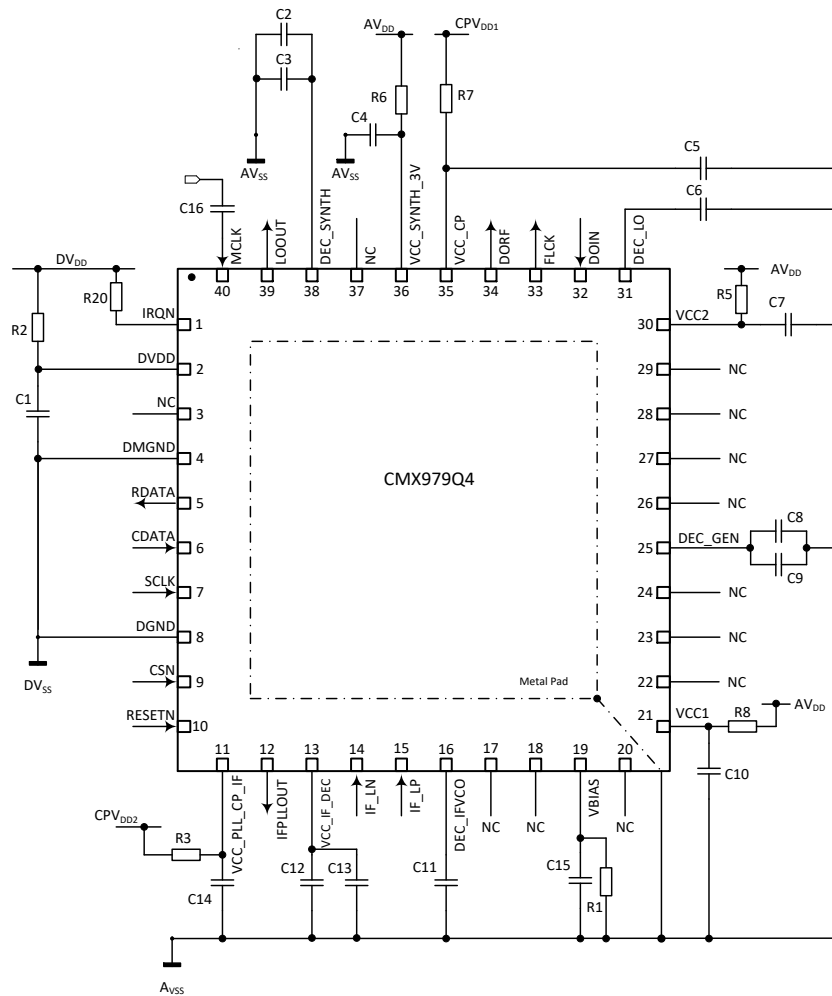 C2
C3
AVDD
CPVDD1
R6
R7
C4
C5
AVSS
AVSS
C6
C16
MCLK
LOOUT
DEC_SYNTH
NC
VCC_SYNTH_3V
VCC_CP
DORF
FLCK
DOIN
DEC_LO
DVDD
R20
40
39
38
37
36
35
34
33
32
31
AVDD
R5
C7
R2
IRQN
1
30
VCC2
DVDD
2
29
NC
C1
NC
3
28
NC
DMGND
4
27
NC
CMX979Q4
RDATA
5
26
NC
CDATA
6
25
DEC_GEN
C8
C9
SCLK
7
24
NC
DGND
8
23
NC
DVSS
CSN
9
22
NC
Metal Pad
RESETN
10
21
VCC1
R8
AVDD
11
12
13
14
15
16
17
18
19
20
C10
VCC_PLL_CP_IF
IFPLLOUT
VCC_IF_DEC
IF_LN
IF_LP
DEC_IFVCO
NC
NC
VBIAS
NC
CPVDD2
R3
C14
C12
C13
C11
C15
R1
AVSS